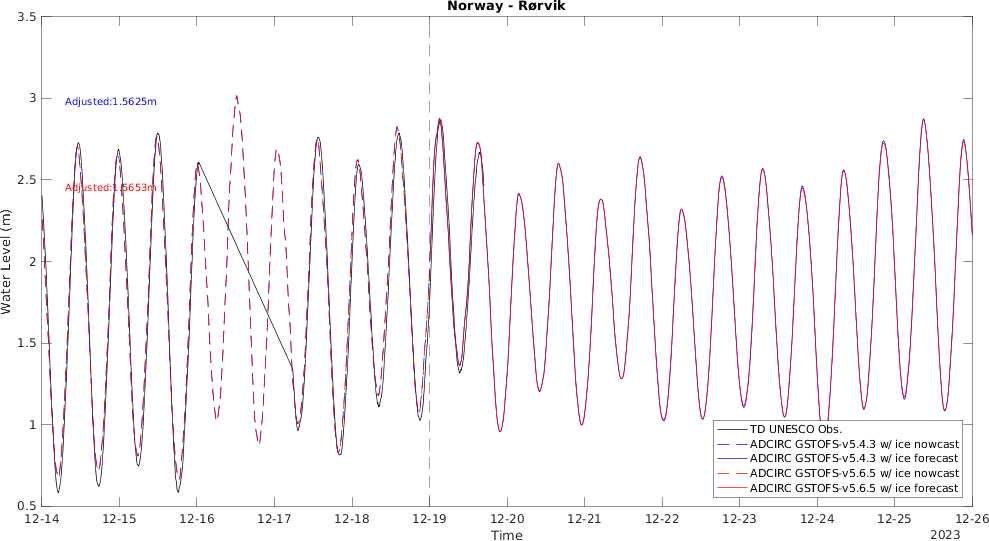 Norway - Rørvik
3.5
3
2.5
2
1.5
1
0.5
Water Level (m)
Adjusted:1.5625m
Adjusted:1.5653m
TD UNESCO Obs.
ADCIRC GSTOFS-v5.4.3 w/ ice nowcast
ADCIRC GSTOFS-v5.4.3 w/ ice forecast
ADCIRC GSTOFS-v5.6.5 w/ ice nowcast
ADCIRC GSTOFS-v5.6.5 w/ ice forecast
12-14 12-15 12-16 12-17 12-18 12-19 12-20 12-21 12-22 12-23 12-24 12-25 12-26
Time
2023